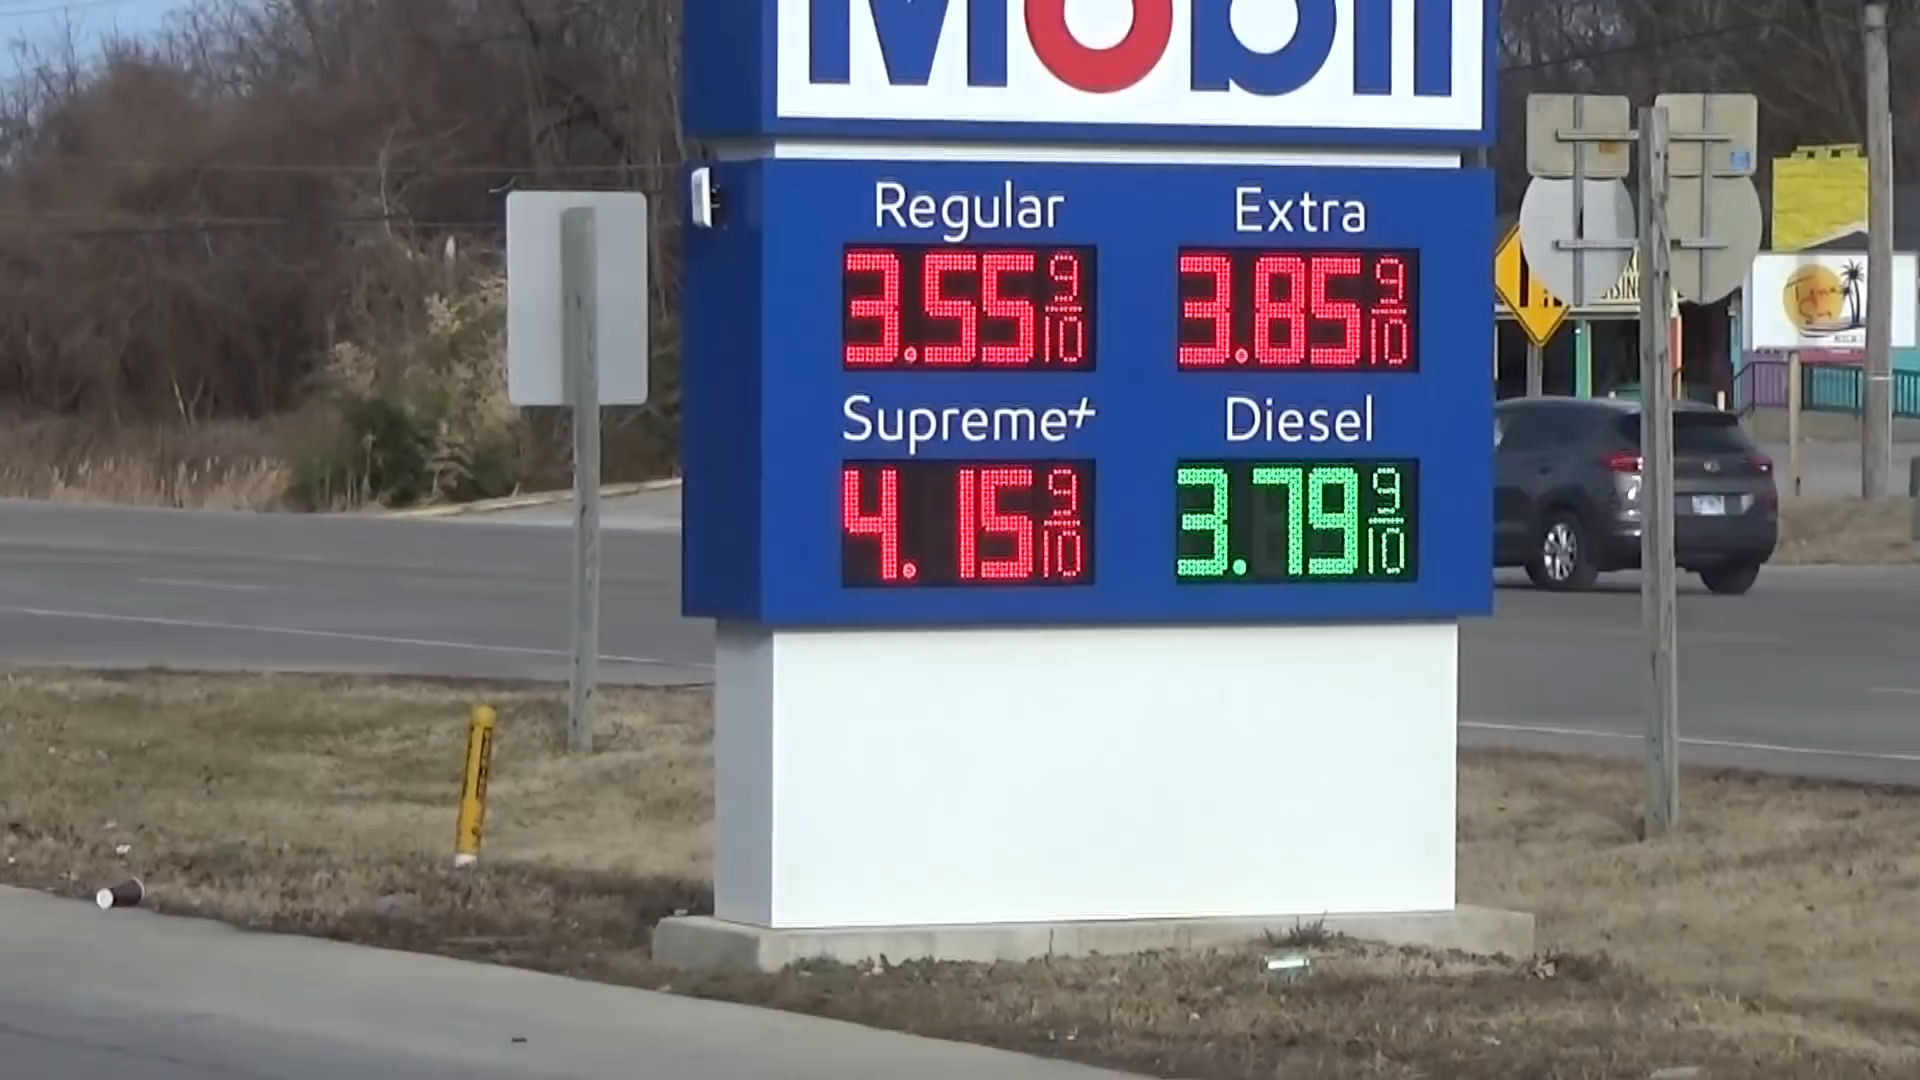 Mobil
Regular Extra
3.55 9/10 3.85 9/10
Supreme+ Diesel
4.15 9/10 3.79 9/10